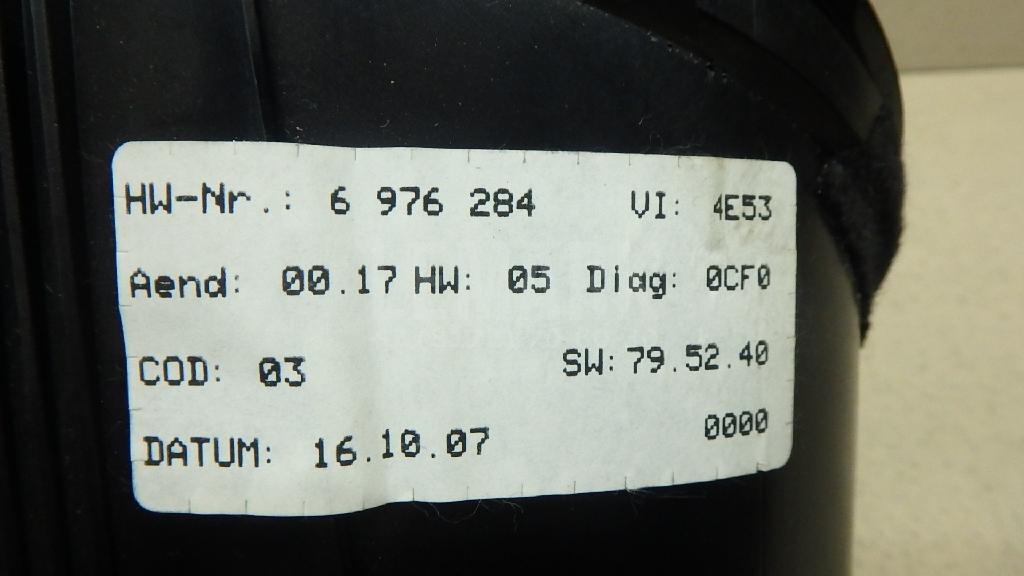 HW-Nr.: 6 976 284 VI: 4E53
Aend: 00.17 HW: 05 Diag: 0CF0
COD: 03 SW: 79.52.40
DATUM: 16.10.07 0000